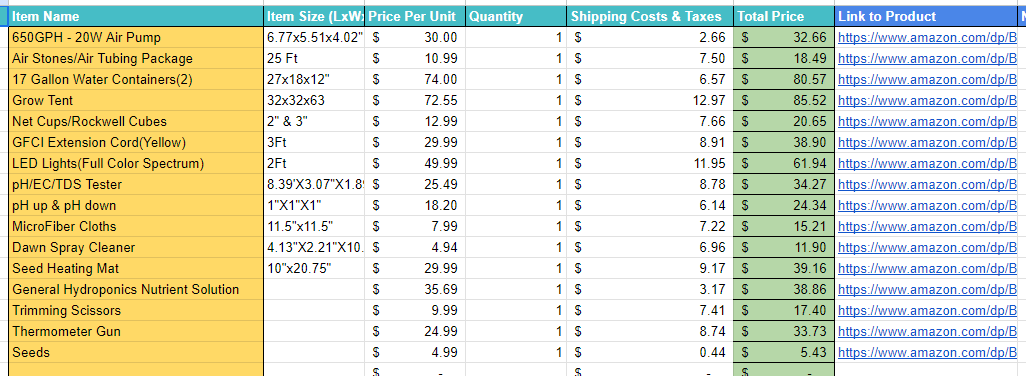 Item Name Item Size (LxWx Price Per Unit Quantity Shipping Costs & Taxes Total Price Link to Product
650GPH - 20W Air Pump 6.77x5.51x4.02" $ 30.00 1 $ 2.66 $ 32.66 https://www.amazon.com/dp/B
Air Stones/Air Tubing Package 25 Ft $ 10.99 1 $ 7.50 $ 18.49 https://www.amazon.com/dp/B
17 Gallon Water Containers(2) 27x18x12" $ 74.00 1 $ 6.57 $ 80.57 https://www.amazon.com/dp/B
Grow Tent 32x32x63 $ 72.55 1 $ 12.97 $ 85.52 https://www.amazon.com/dp/B
Net Cups/Rockwell Cubes 2" & 3" $ 12.99 1 $ 7.66 $ 20.65 https://www.amazon.com/dp/B
GFCI Extension Cord(Yellow) 3Ft $ 29.99 1 $ 8.91 $ 38.90 https://www.amazon.com/dp/B
LED Lights(Full Color Spectrum) 2Ft $ 49.99 1 $ 11.95 $ 61.94 https://www.amazon.com/dp/B
pH/EC/TDS Tester 8.39'X3.07"X1.8 $ 25.49 1 $ 8.78 $ 34.27 https://www.amazon.com/dp/B
pH up & pH down 1"X1"X1" $ 18.20 1 $ 6.14 $ 24.34 https://www.amazon.com/dp/B
MicroFiber Cloths 11.5"x11.5" $ 7.99 1 $ 7.22 $ 15.21 https://www.amazon.com/dp/B
Dawn Spray Cleaner 4.13"X2.21"X10. $ 4.94 1 $ 6.96 $ 11.90 https://www.amazon.com/dp/B
Seed Heating Mat 10"x20.75" $ 29.99 1 $ 9.17 $ 39.16 https://www.amazon.com/dp/B
General Hydroponics Nutrient Solution $ 35.69 1 $ 3.17 $ 38.86 https://www.amazon.com/dp/B
Trimming Scissors $ 9.99 1 $ 7.41 $ 17.40 https://www.amazon.com/dp/B
Thermometer Gun $ 24.99 1 $ 8.74 $ 33.73 https://www.amazon.com/dp/B
Seeds $ 4.99 1 $ 0.44 $ 5.43 https://www.amazon.com/dp/B
$ - $ - $ -